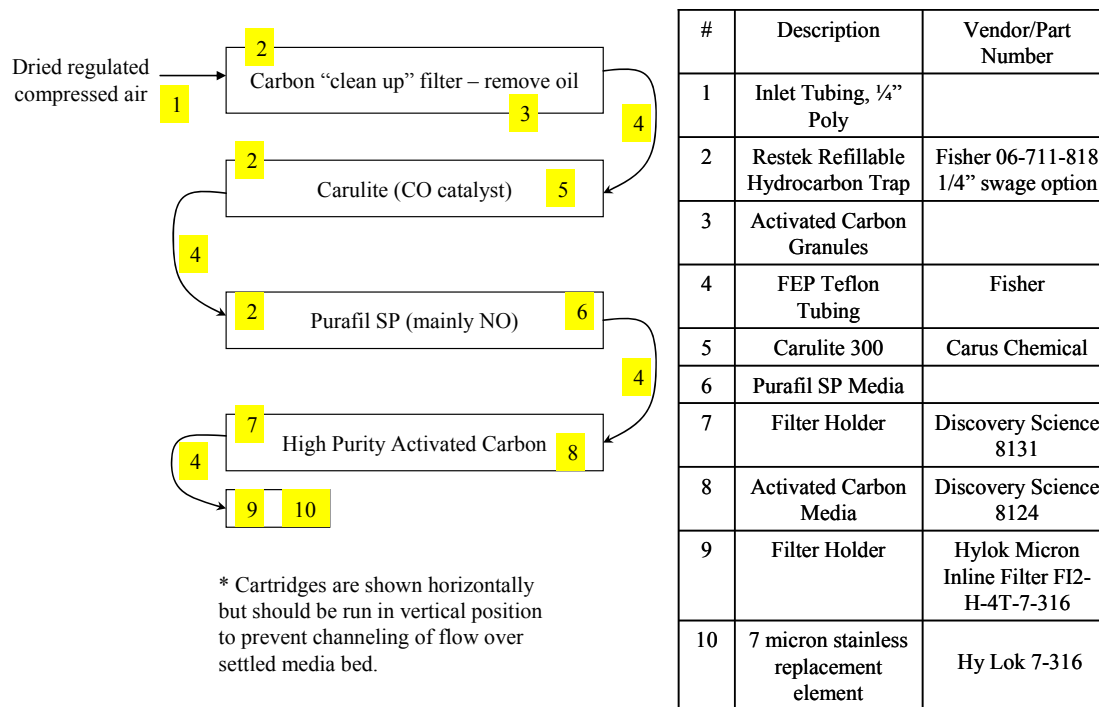 2
Dried regulated
compressed air
1
Carbon “clean up” filter – remove oil
3
4
2
Carulite (CO catalyst)
5
4
2
Purafil SP (mainly NO)
6
4
7
High Purity Activated Carbon
8
4
9
10
* Cartridges are shown horizontally
but should be run in vertical position
to prevent channeling of flow over
settled media bed.
# Description Vendor/Part
Number
1 Inlet Tubing, ¼”
Poly
2 Restek Refillable Fisher 06-711-818
Hydrocarbon Trap 1/4” swage option
3 Activated Carbon
Granules
4 FEP Teflon Fisher
Tubing
5 Carulite 300 Carus Chemical
6 Purafil SP Media
7 Filter Holder Discovery Science
8131
8 Activated Carbon Discovery Science
Media 8124
9 Filter Holder Hylok Micron
Inline Filter FI2-
H-4T-7-316
10 7 micron stainless
replacement Hy Lok 7-316
element